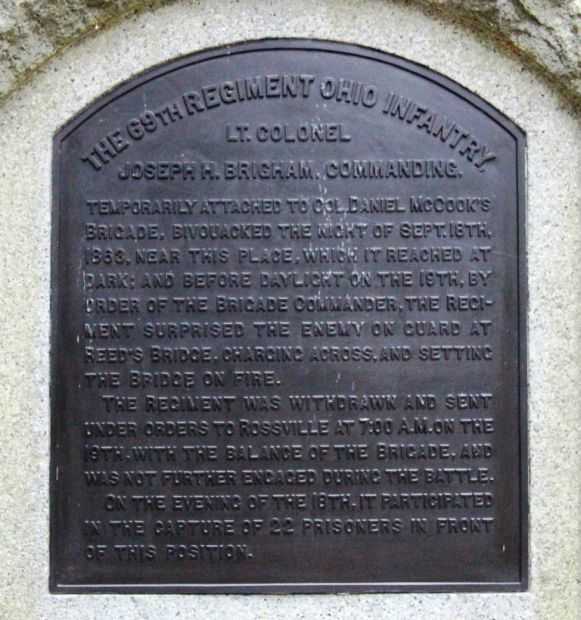 THE 69TH REGIMENT OHIO INFANTRY,
LT. COLONEL
JOSEPH H. BRIGHAM, COMMANDING.
TEMPORARILY ATTACHED TO COL. DANIEL MCCOOK'S
BRIGADE, BIVOUACKED THE NIGHT OF SEPT. 18TH,
1863, NEAR THIS PLACE, WHICH IT REACHED AT
DARK; AND BEFORE DAYLIGHT ON THE 19TH, BY
ORDER OF THE BRIGADE COMMANDER, THE REGI-
MENT SURPRISED THE ENEMY ON GUARD AT
REED'S BRIDGE, CHARGING ACROSS, AND SETTING
THE BRIDGE ON FIRE.
THE REGIMENT WAS WITHDRAWN AND SENT
UNDER ORDERS TO ROSSVILLE AT 7:00 A.M. ON THE
19TH, WITH THE BALANCE OF THE BRIGADE, AND
WAS NOT FURTHER ENGAGED DURING THE BATTLE.
ON THE EVENING OF THE 18TH, IT PARTICIPATED
IN THE CAPTURE OF 22 PRISONERS IN FRONT
OF THIS POSITION.